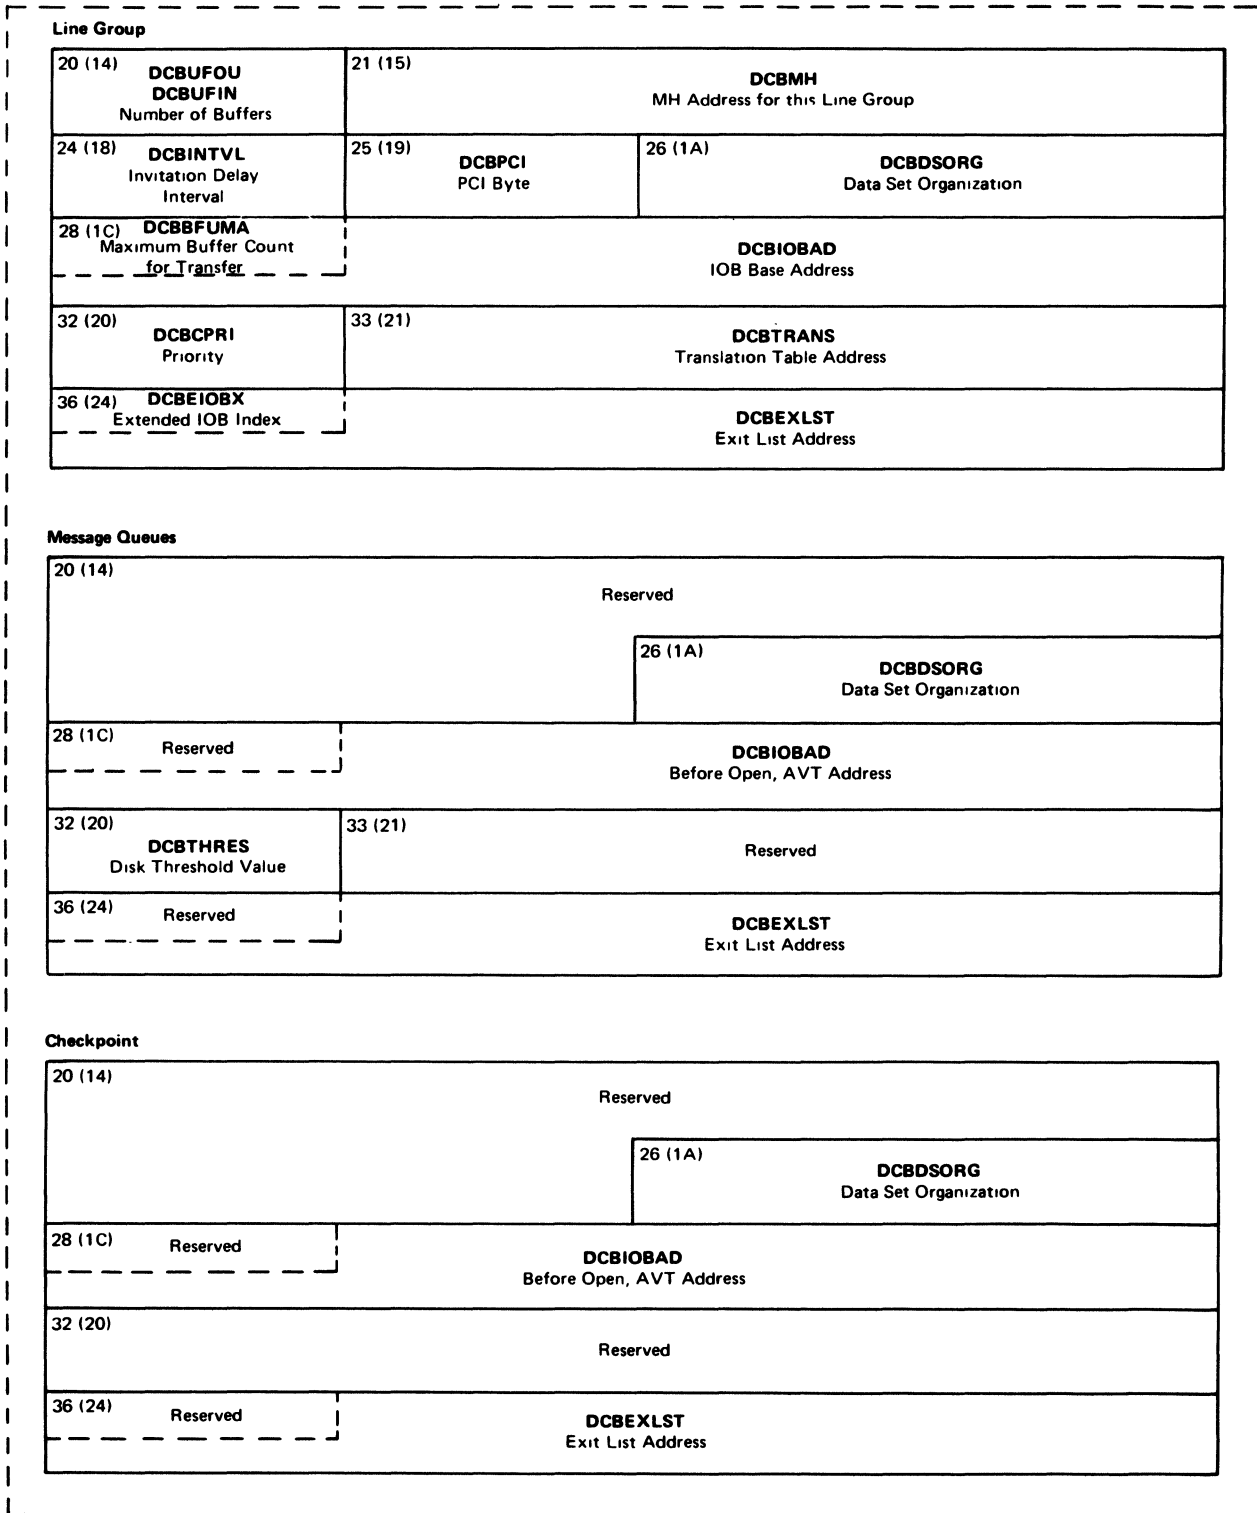 Line Group
20 (14)
DCBUFOU
DCBUFIN
Number of Buffers
21 (15)
DCBMH
MH Address for this Line Group
24 (18)
DCBINTVL
Invitation Delay
Interval
25 (19)
DCBPCI
PCI Byte
26 (1A)
DCBDSORG
Data Set Organization
28 (1C)
DCBBFUMA
Maximum Buffer Count
for Transfer
DCBIOBAD
IOB Base Address
32 (20)
DCBCPRI
Priority
33 (21)
DCBTRANS
Translation Table Address
36 (24)
DCBEIOBX
Extended IOB Index
DCBEXLST
Exit List Address
Message Queues
20 (14)
Reserved
26 (1A)
DCBDSORG
Data Set Organization
28 (1C)
Reserved
DCBIOBAD
Before Open, AVT Address
32 (20)
DCBTHRES
Disk Threshold Value
33 (21)
Reserved
36 (24)
Reserved
DCBEXLST
Exit List Address
Checkpoint
20 (14)
Reserved
26 (1A)
DCBDSORG
Data Set Organization
28 (1C)
Reserved
DCBIOBAD
Before Open, AVT Address
32 (20)
Reserved
36 (24)
Reserved
DCBEXLST
Exit List Address